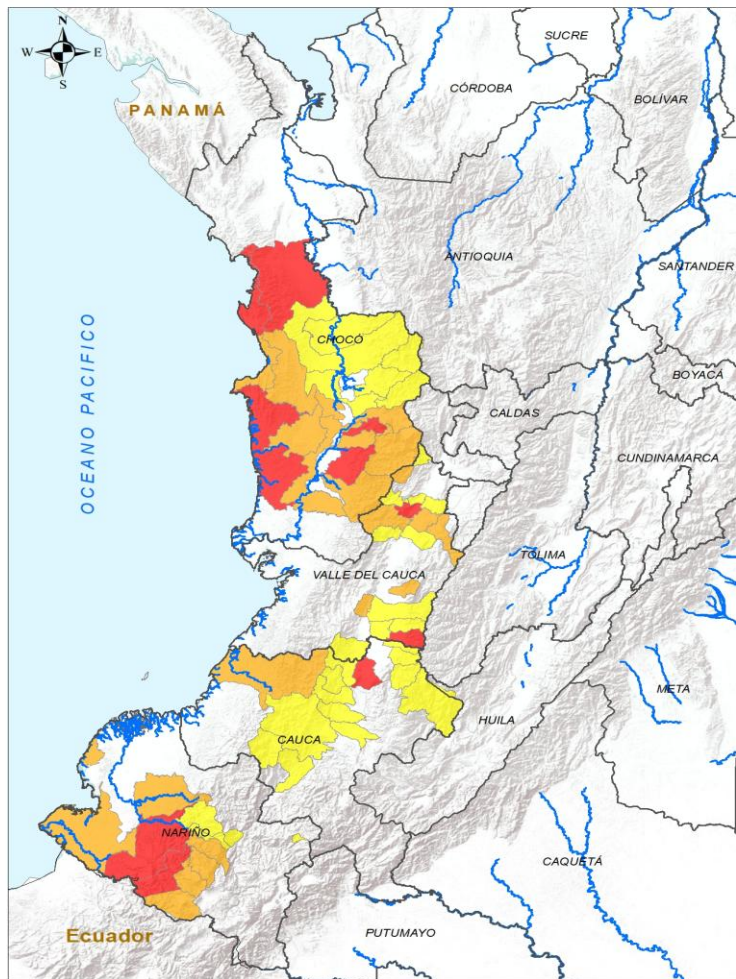 N
W E
S
PANAMÁ
SUCRE
CÓRDOBA
BOLÍVAR
ANTIOQUIA
SANTANDER
OCEANO PACIFICO
CHOCÓ
BOYACÁ
CALDAS
CUNDINAMARCA
TOLIMA
VALLE DEL CAUCA
META
HUILA
CAUCA
NARIÑO
CAQUETÁ
PUTUMAYO
Ecuador